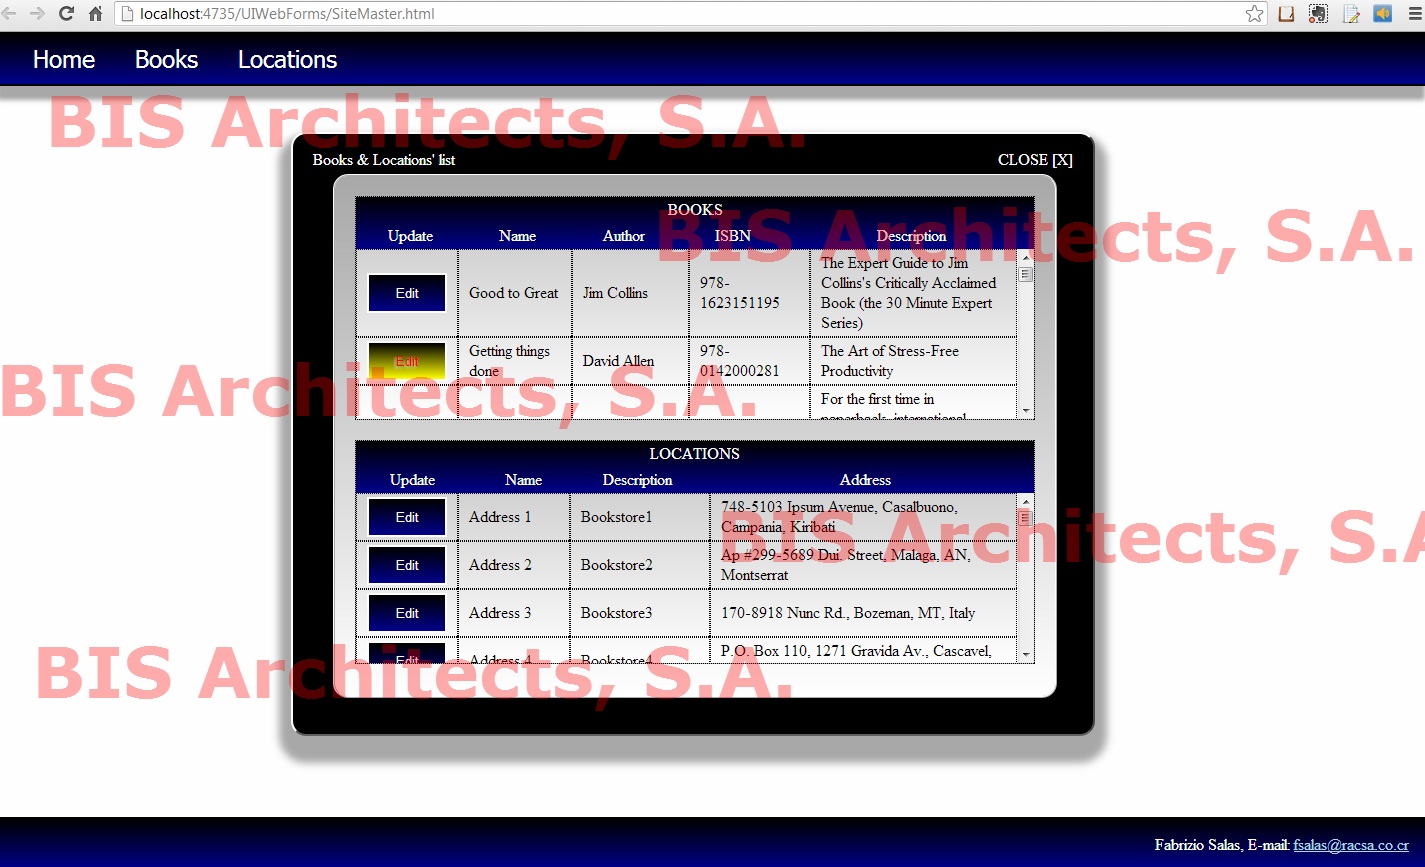 localhost:4735/UIWebForms/SiteMaster.html
Home Books Locations
BIS Architects, S.A.
Books & Locations' list CLOSE [X]
BOOKS
BIS Architects, S.A.
Update Name Author ISBN Description
The Expert Guide to Jim
Collins's Critically Acclaimed
Book (the 30 Minute Expert
Series)
Edit Good to Great Jim Collins
978-
1623151195
Edit
Getting things
done
David Allen
978-
0142000281
The Art of Stress-Free
Productivity
BIS Architects, S.A.
For the first time in
paperback, international
LOCATIONS
Update Name Description Address
Edit Address 1 Bookstore1
748-5103 Ipsum Avenue, Casalbuono,
Campania, Kiribati
BIS Architects, S.A
Edit Address 2 Bookstore2
Ap #299-5689 Dui. Street, Malaga, AN,
Montserrat
Edit Address 3 Bookstore3 170-8918 Nunc Rd., Bozeman, MT, Italy
Edit Address 4 Bookstore4 P.O. Box 110, 1271 Gravida Av., Cascavel,
BIS Architects, S.A.
Fabrizio Salas, E-mail: fsalas@racsa.co.cr